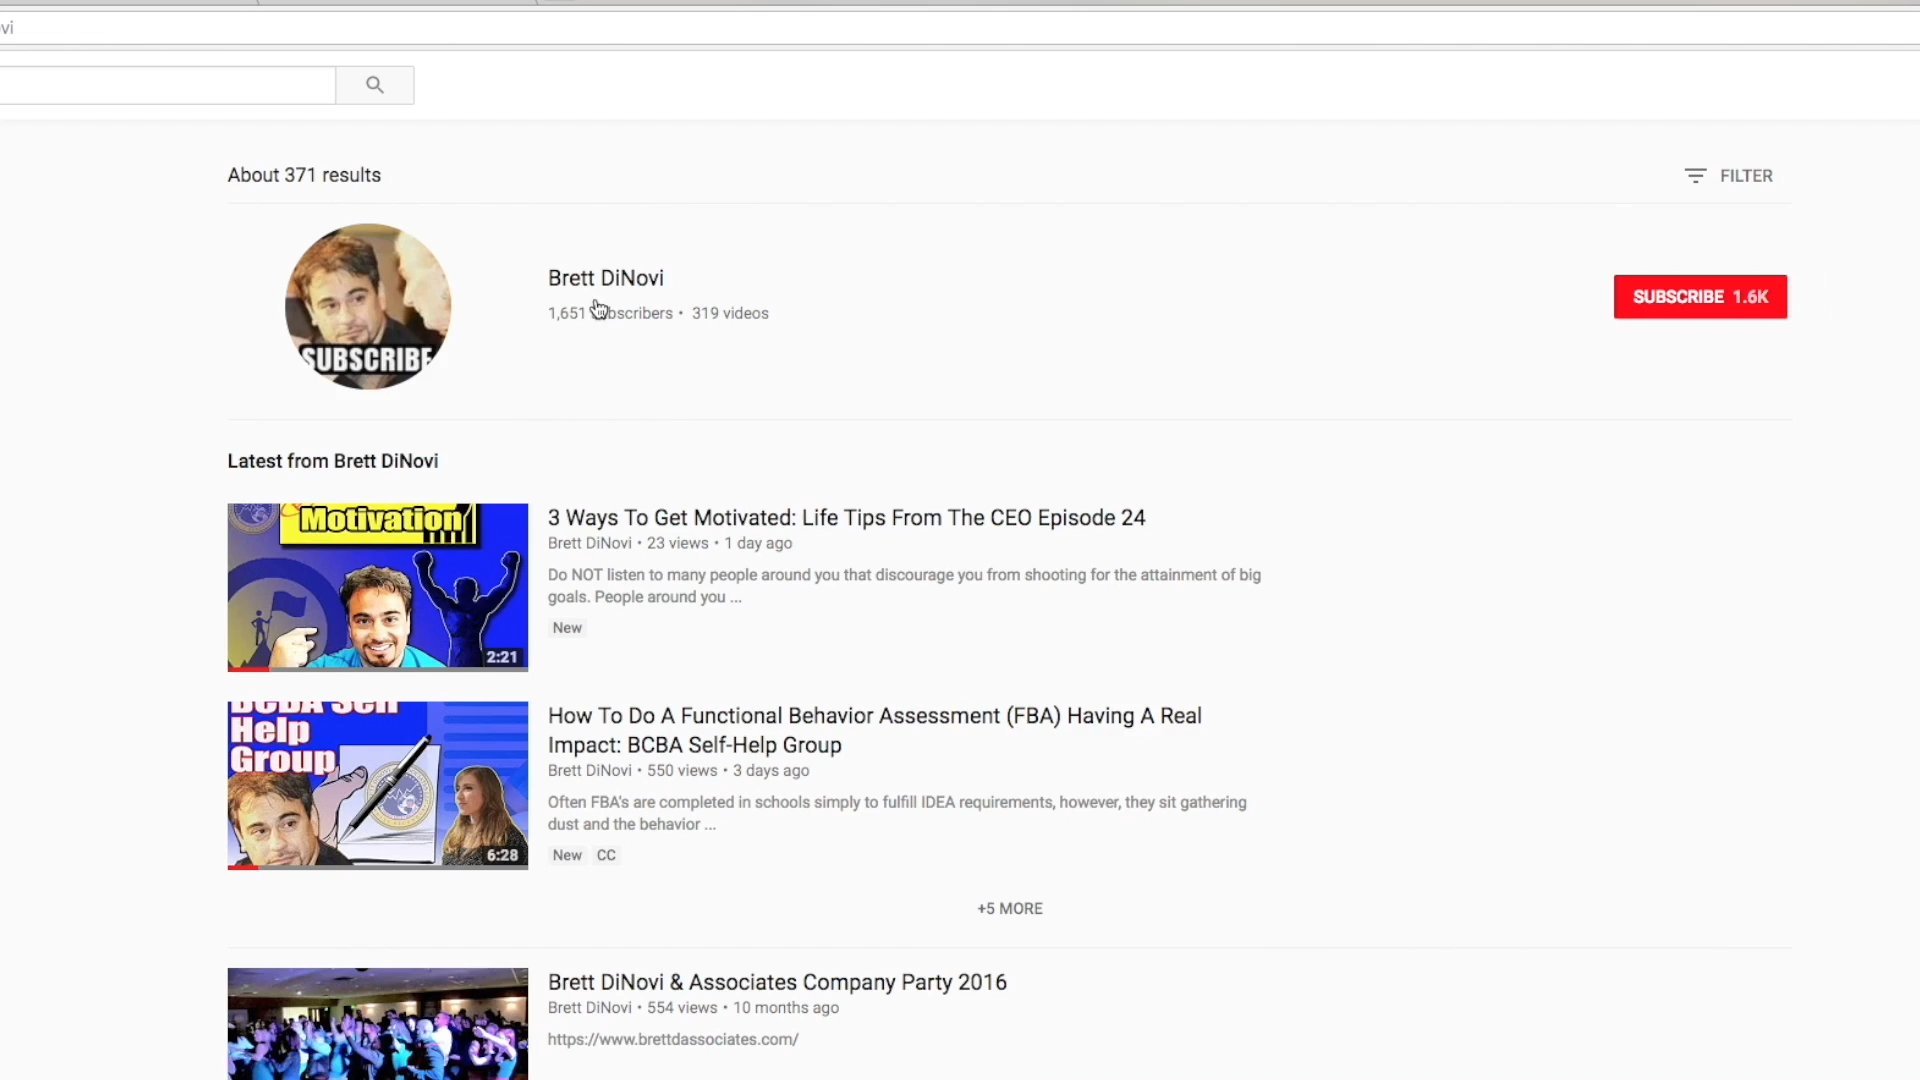 vi
About 371 results
FILTER
SUBSCRIBE
Brett DiNovi
1,651 subscribers • 319 videos
SUBSCRIBE 1.6K
Latest from Brett DiNovi
Motivation
2:21
3 Ways To Get Motivated: Life Tips From The CEO Episode 24
Brett DiNovi • 23 views • 1 day ago
Do NOT listen to many people around you that discourage you from shooting for the attainment of big
goals. People around you ...
New
BCBA Self
Help
Group
6:28
How To Do A Functional Behavior Assessment (FBA) Having A Real
Impact: BCBA Self-Help Group
Brett DiNovi • 550 views • 3 days ago
Often FBA's are completed in schools simply to fulfill IDEA requirements, however, they sit gathering
dust and the behavior ...
New CC
+5 MORE
Brett DiNovi & Associates Company Party 2016
Brett DiNovi • 554 views • 10 months ago
https://www.brettdassociates.com/